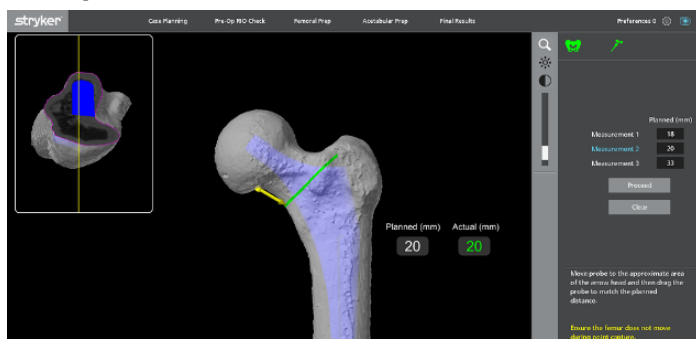 stryker
Case Planning
Pre-Op RIO Check
Femoral Prep
Acetabular Prep
Final Results
Preferences 0
Planned (mm)
Measurement 1 18
Measurement 2 20
Measurement 3 33
Proceed
Clear
Planned (mm) Actual (mm)
20 20
Move probe to the approximate area
of the arrow head and then drag the
probe to match the planned
distance.
Ensure the femur does not move
during point capture.